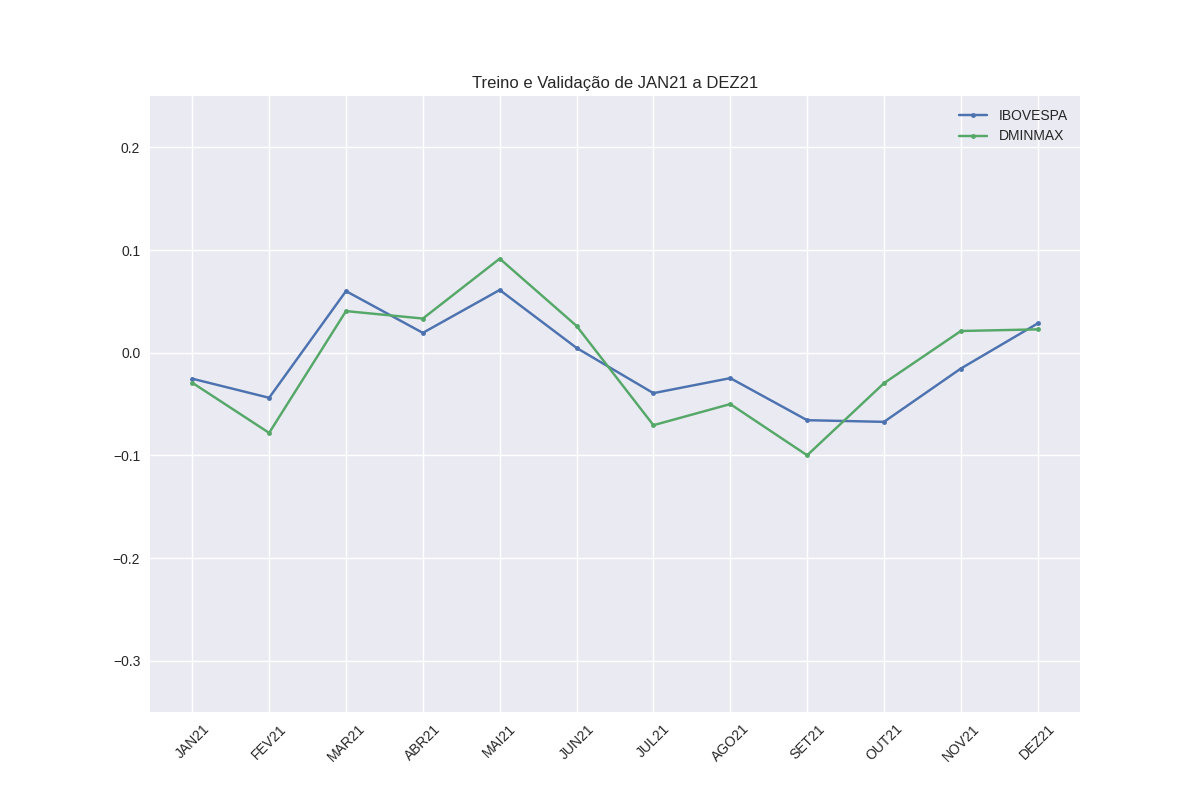 Treino e Validação de JAN21 a DEZ21
IBOVESPA
DMINMAX
0.2
0.1
0.0
−0.1
−0.2
−0.3
JAN21
FEV21
MAR21
ABR21
MAI21
JUN21
JUL21
AGO21
SET21
OUT21
NOV21
DEZ21